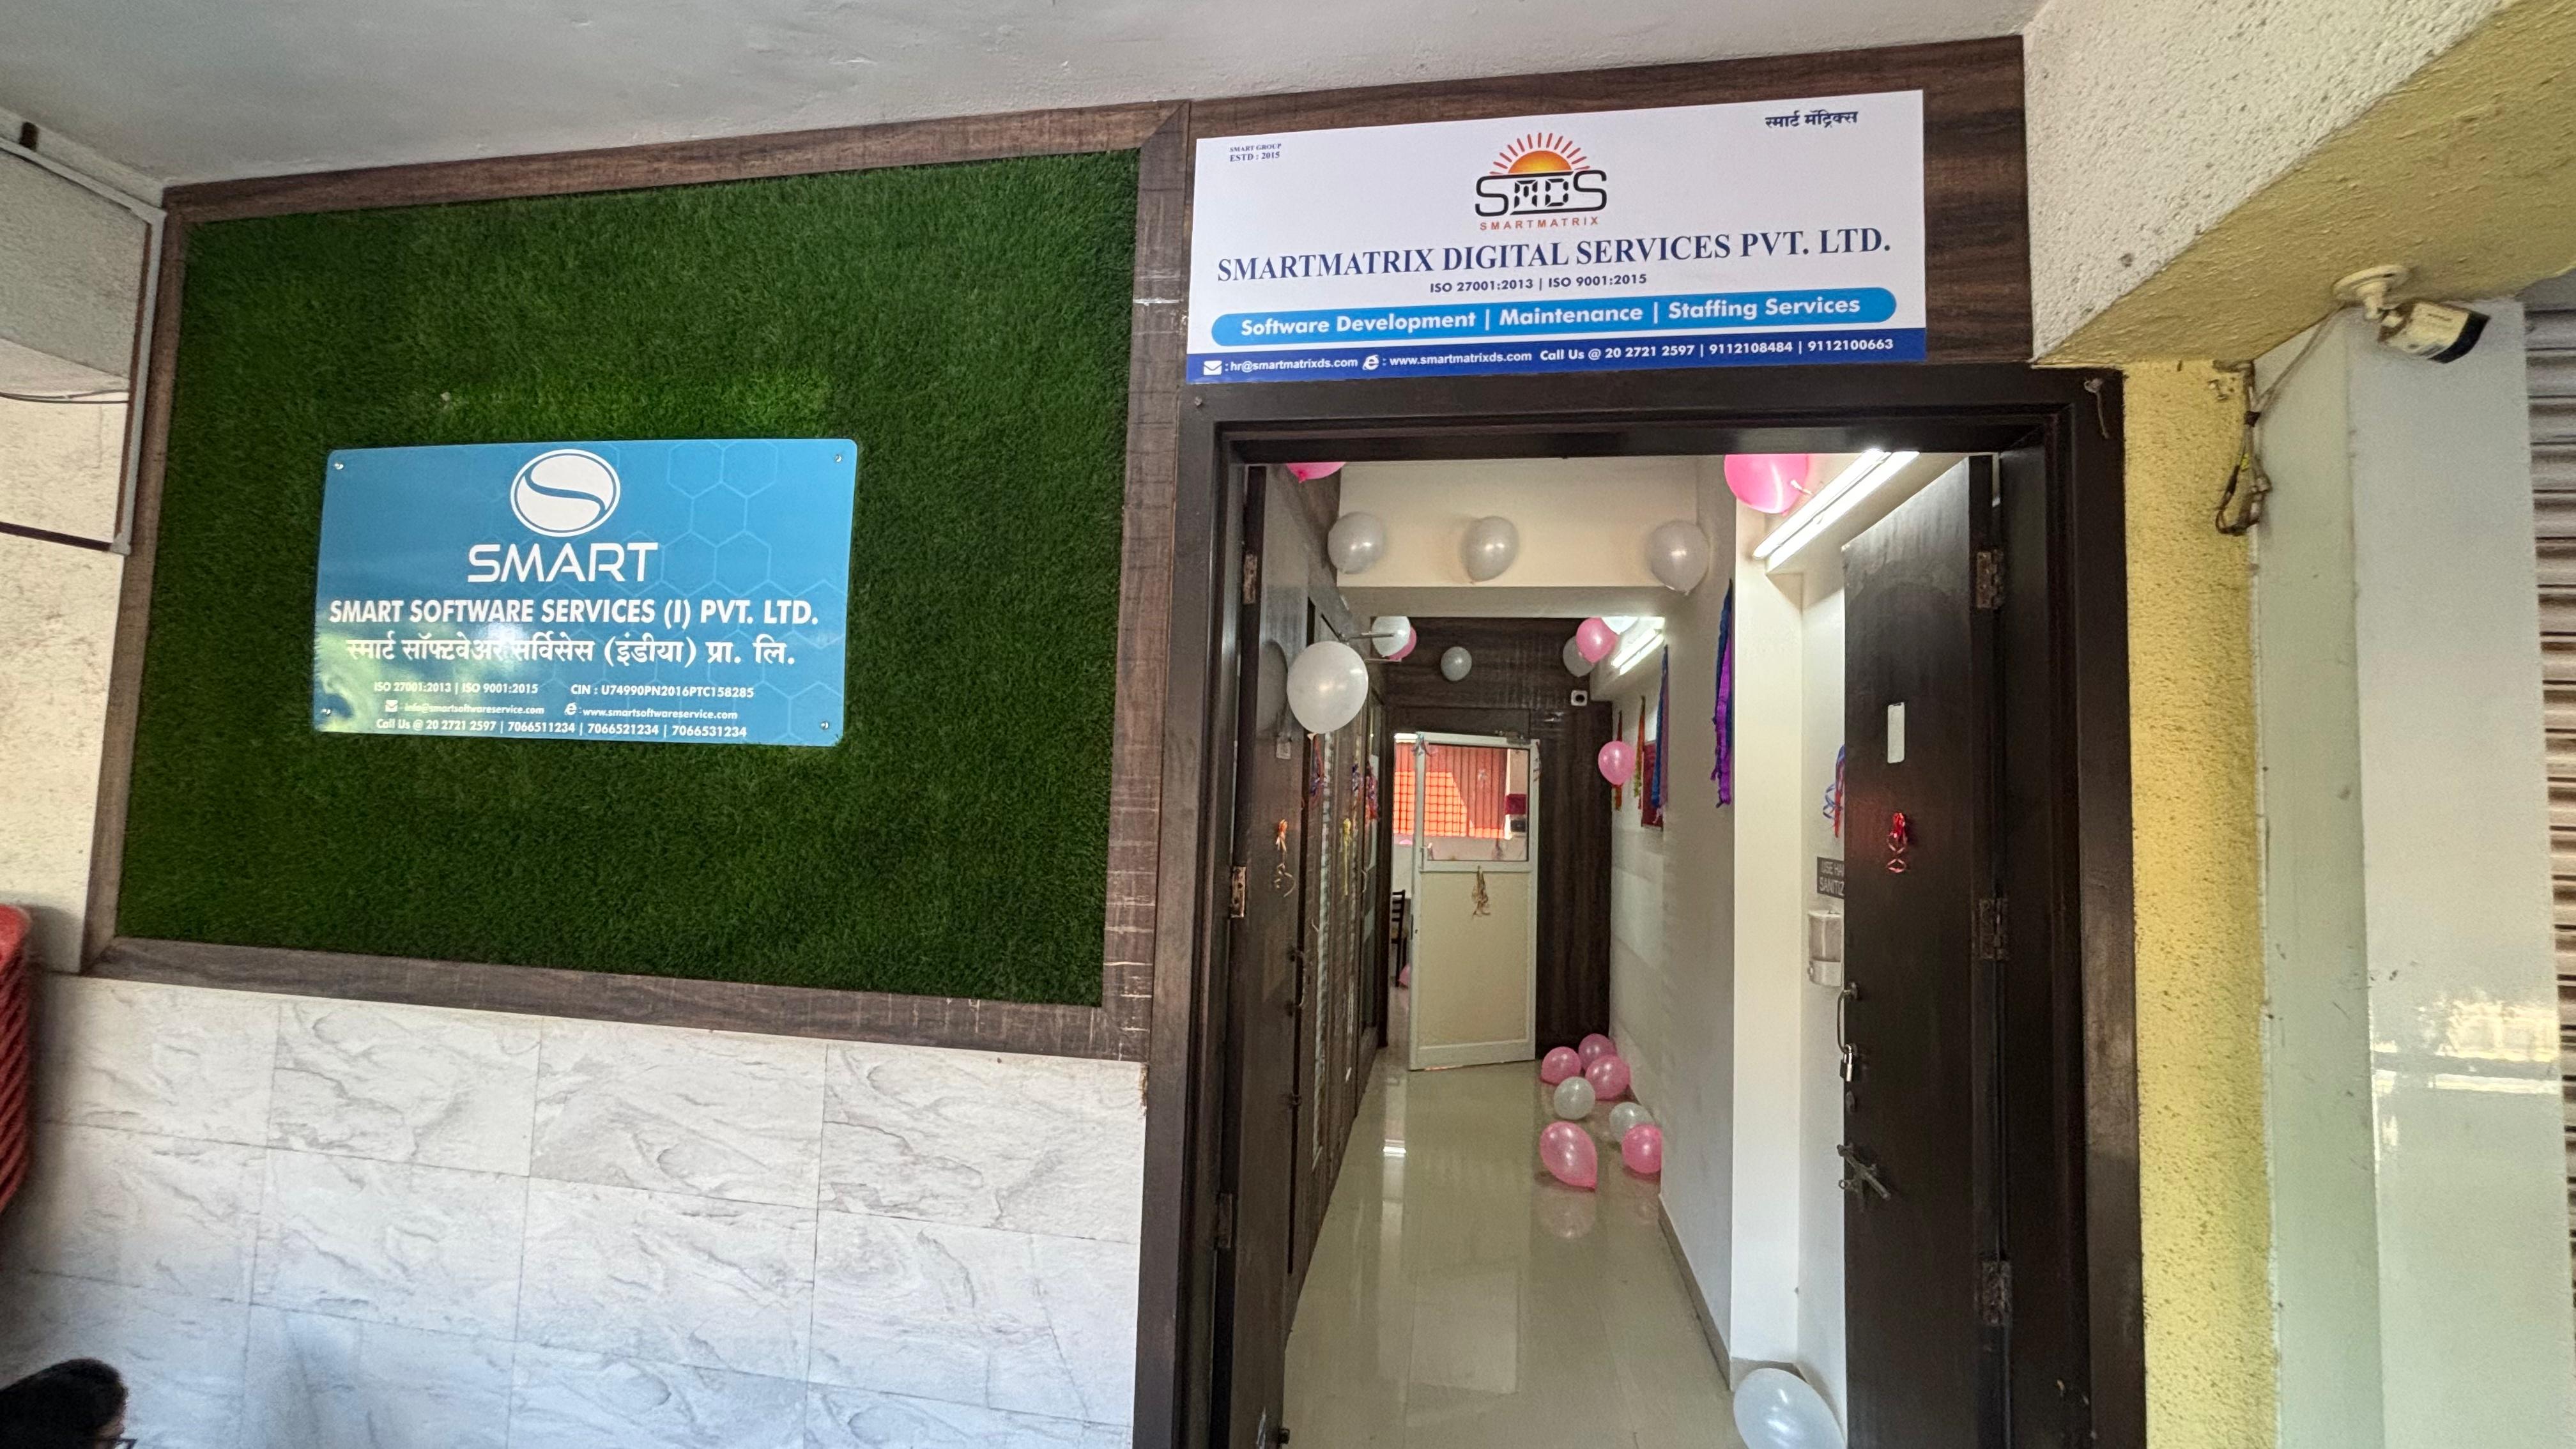 SMART
SMART SOFTWARE SERVICES (I) PVT. LTD.
स्मार्ट सॉफ्टवेअर सर्विसेस (इंडीया) प्रा. लि.
ISO 27001:2013 | ISO 9001:2015 CIN : U74990PN2016PTC158285
: info@smartsoftwareservice.com : www.smartsoftwareservice.com
Call Us @ 20 2721 2597 | 7066511234 | 7066521234 | 7066531234
SMART GROUP
ESTD : 2015
स्मार्ट मॅट्रिक्स
SMDS
SMARTMATRIX
SMARTMATRIX DIGITAL SERVICES PVT. LTD.
ISO 27001:2013 | ISO 9001:2015
Software Development | Maintenance | Staffing Services
: hr@smartmatrixds.com : www.smartmatrixds.com Call Us @ 20 2721 2597 | 9112108484 | 9112100663
USE HA
SANITIZ